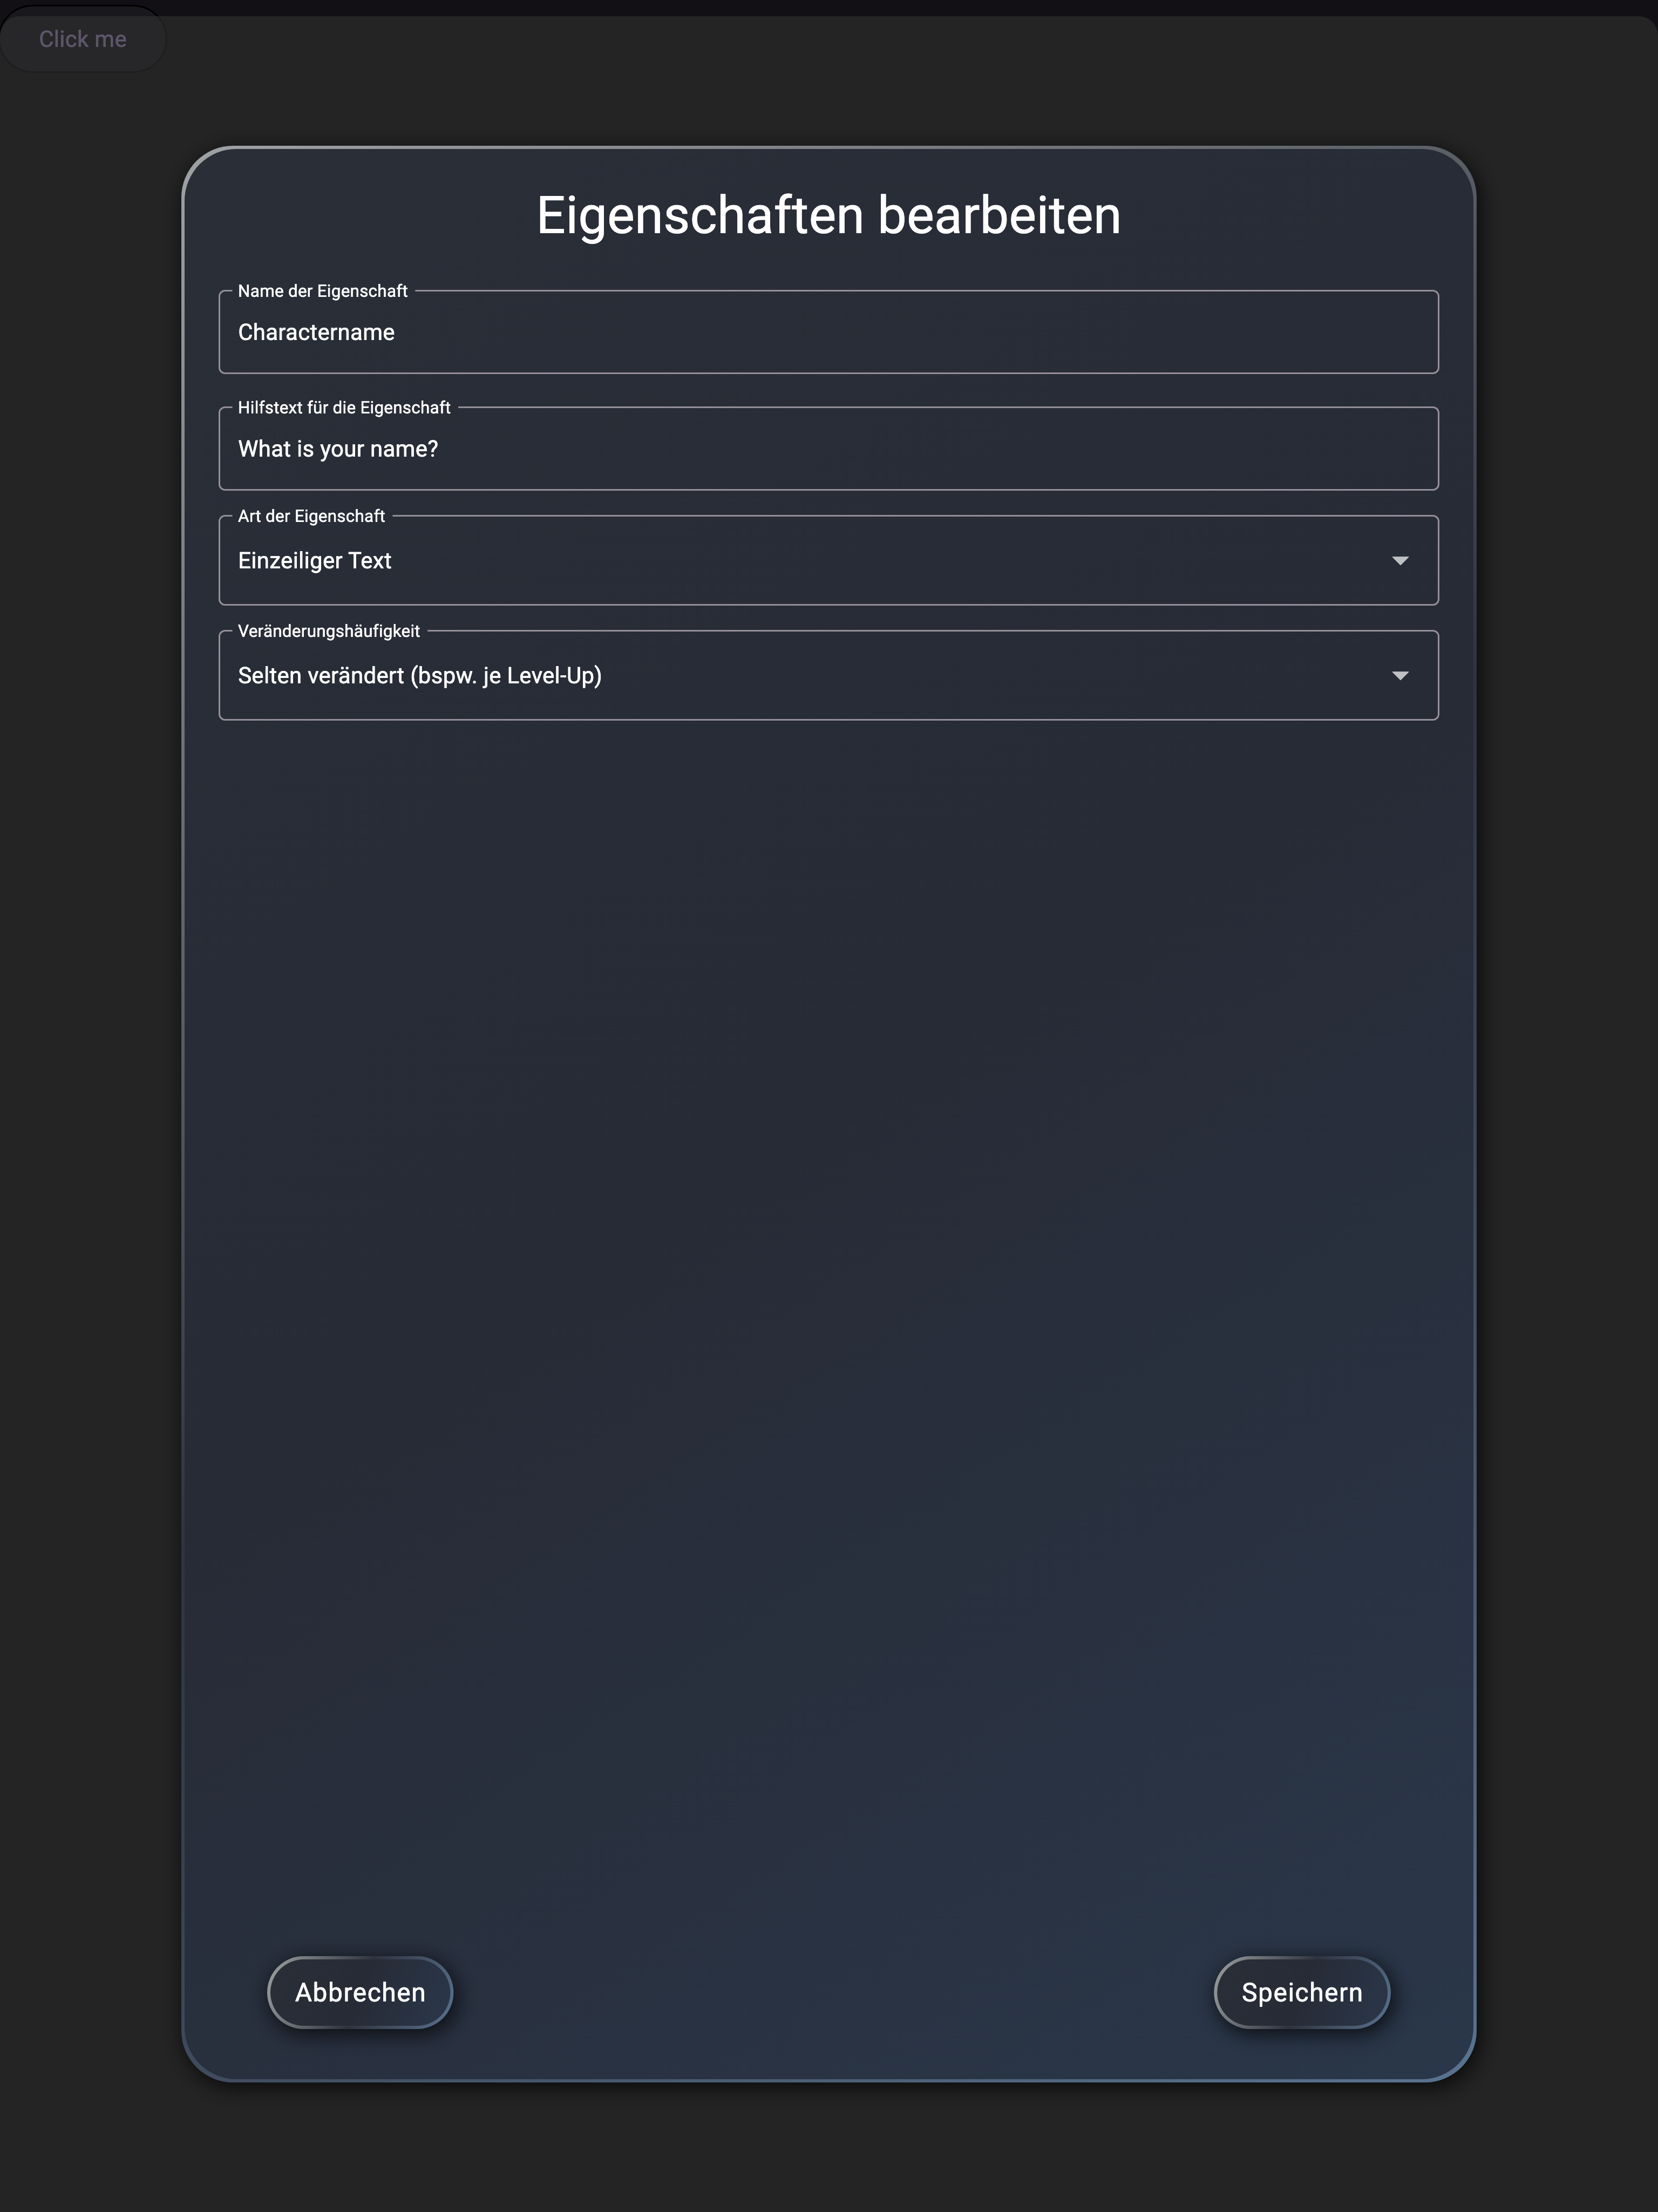 Click me
Eigenschaften bearbeiten
Name der Eigenschaft
Charactername
Hilfstext für die Eigenschaft
What is your name?
Art der Eigenschaft
Einzeiliger Text
Veränderungshäufigkeit
Selten verändert (bspw. je Level-Up)
Abbrechen
Speichern